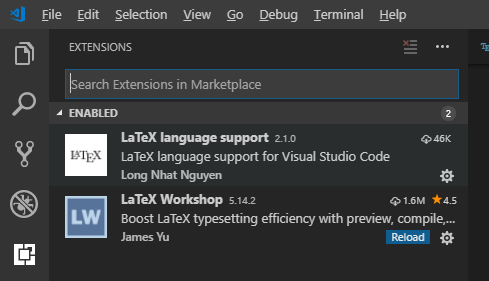 File Edit Selection View Go Debug Terminal Help
EXTENSIONS
Search Extensions in Marketplace
ENABLED 2
LaTeX language support 2.1.0 46K
LaTeX language support for Visual Studio Code
Long Nhat Nguyen
LATEX
LaTeX Workshop 5.14.2 1.6M 4.5
LW
Boost LaTeX typesetting efficiency with preview, compile,...
James Yu Reload